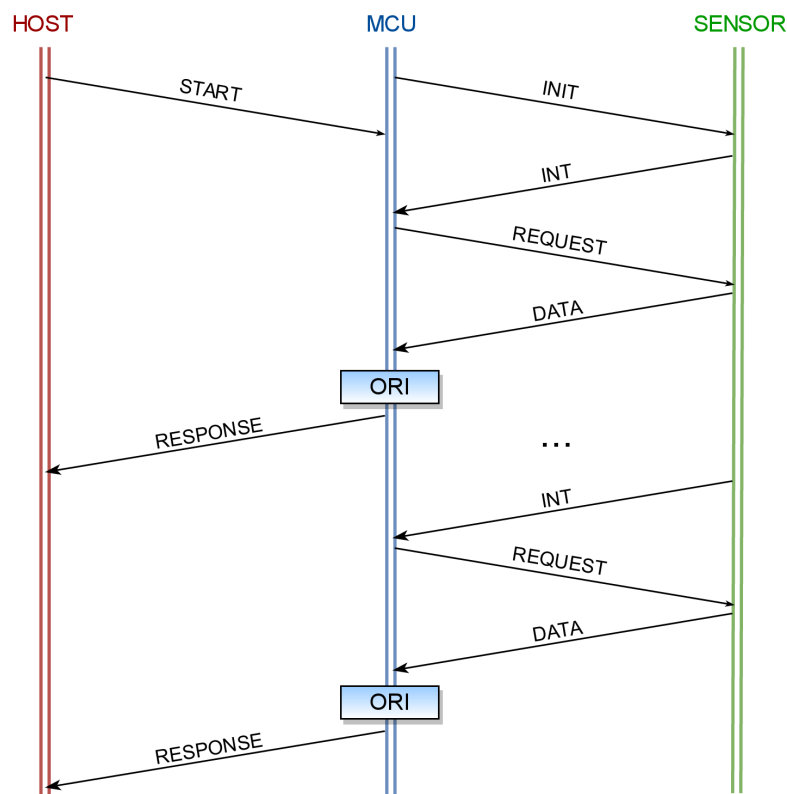 HOST
MCU
SENSOR
START
INIT
INT
REQUEST
DATA
ORI
RESPONSE
...
INT
REQUEST
DATA
ORI
RESPONSE